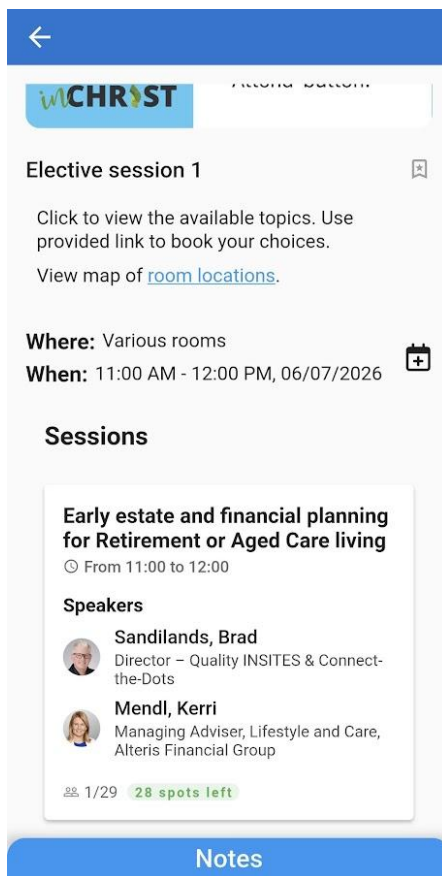 inCHRIST
Attend button.
Elective session 1
Click to view the available topics. Use
provided link to book your choices.
View map of room locations.
Where: Various rooms
When: 11:00 AM - 12:00 PM, 06/07/2026
Sessions
Early estate and financial planning
for Retirement or Aged Care living
From 11:00 to 12:00
Speakers
Sandilands, Brad
Director – Quality INSITES & Connect-
the-Dots
Mendl, Kerri
Managing Adviser, Lifestyle and Care,
Alteris Financial Group
1/29 28 spots left
Notes